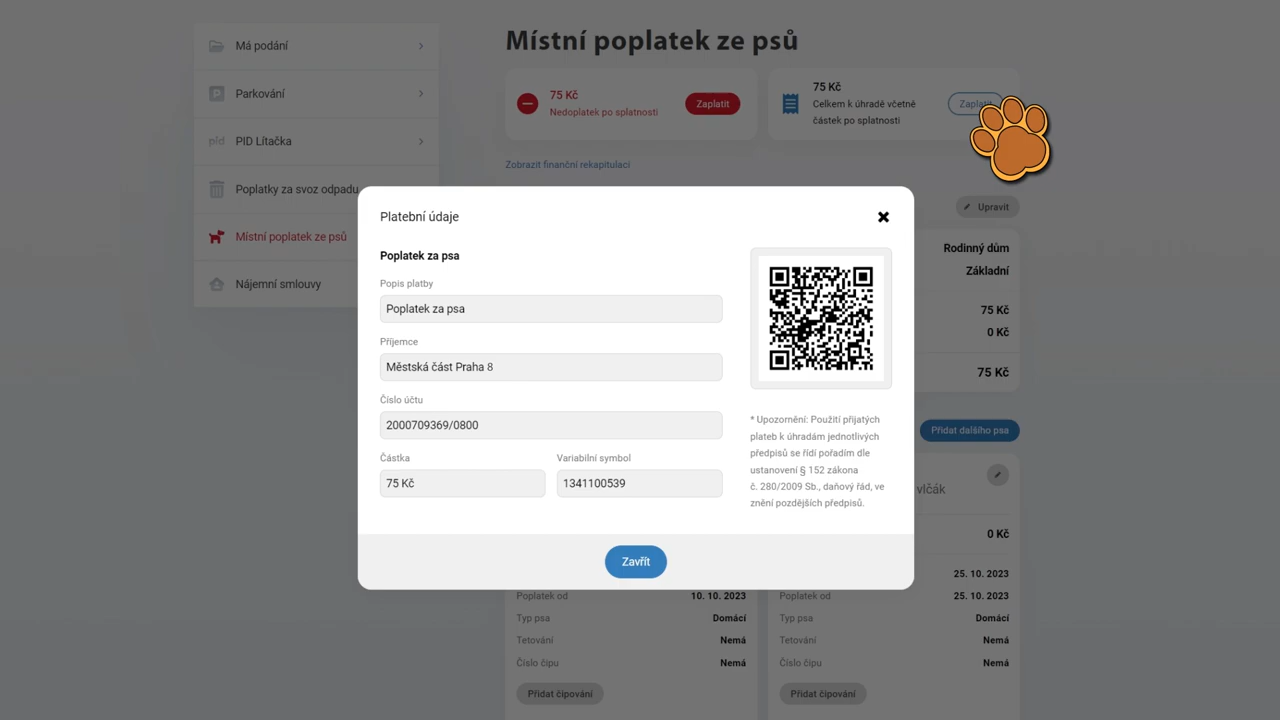 Má podání
Parkování
PID Lítačka
Poplatky za svoz odpadu
Místní poplatek ze psů
Nájemní smlouvy
Místní poplatek ze psů
75 Kč
Nedoplatek po splatnosti
Zaplatit
75 Kč
Celkem k úhradě včetně
částek po splatnosti
Zobrazit finanční rekapitulaci
Upravit
Rodinný dům
Základní
75 Kč
0 Kč
75 Kč
Přidat dalšího psa
Platební údaje
Poplatek za psa
Popis platby
Poplatek za psa
Příjemce
Městská část Praha 8
Číslo účtu
2000709369/0800
Částka
75 Kč
Variabilní symbol
1341100539
* Upozornění: Použití přijatých
plateb k úhradám jednotlivých
předpisů se řídí pořadím dle
ustanovení § 152 zákona
č. 280/2009 Sb., daňový řád, ve
znění pozdějších předpisů.
Zavřít
vlčák
0 Kč
25. 10. 2023
Poplatek od 10. 10. 2023
Typ psa Domácí
Tetování Nemá
Číslo čipu Nemá
Přidat čipování
Poplatek od 25. 10. 2023
Typ psa Domácí
Tetování Nemá
Číslo čipu Nemá
Přidat čipování